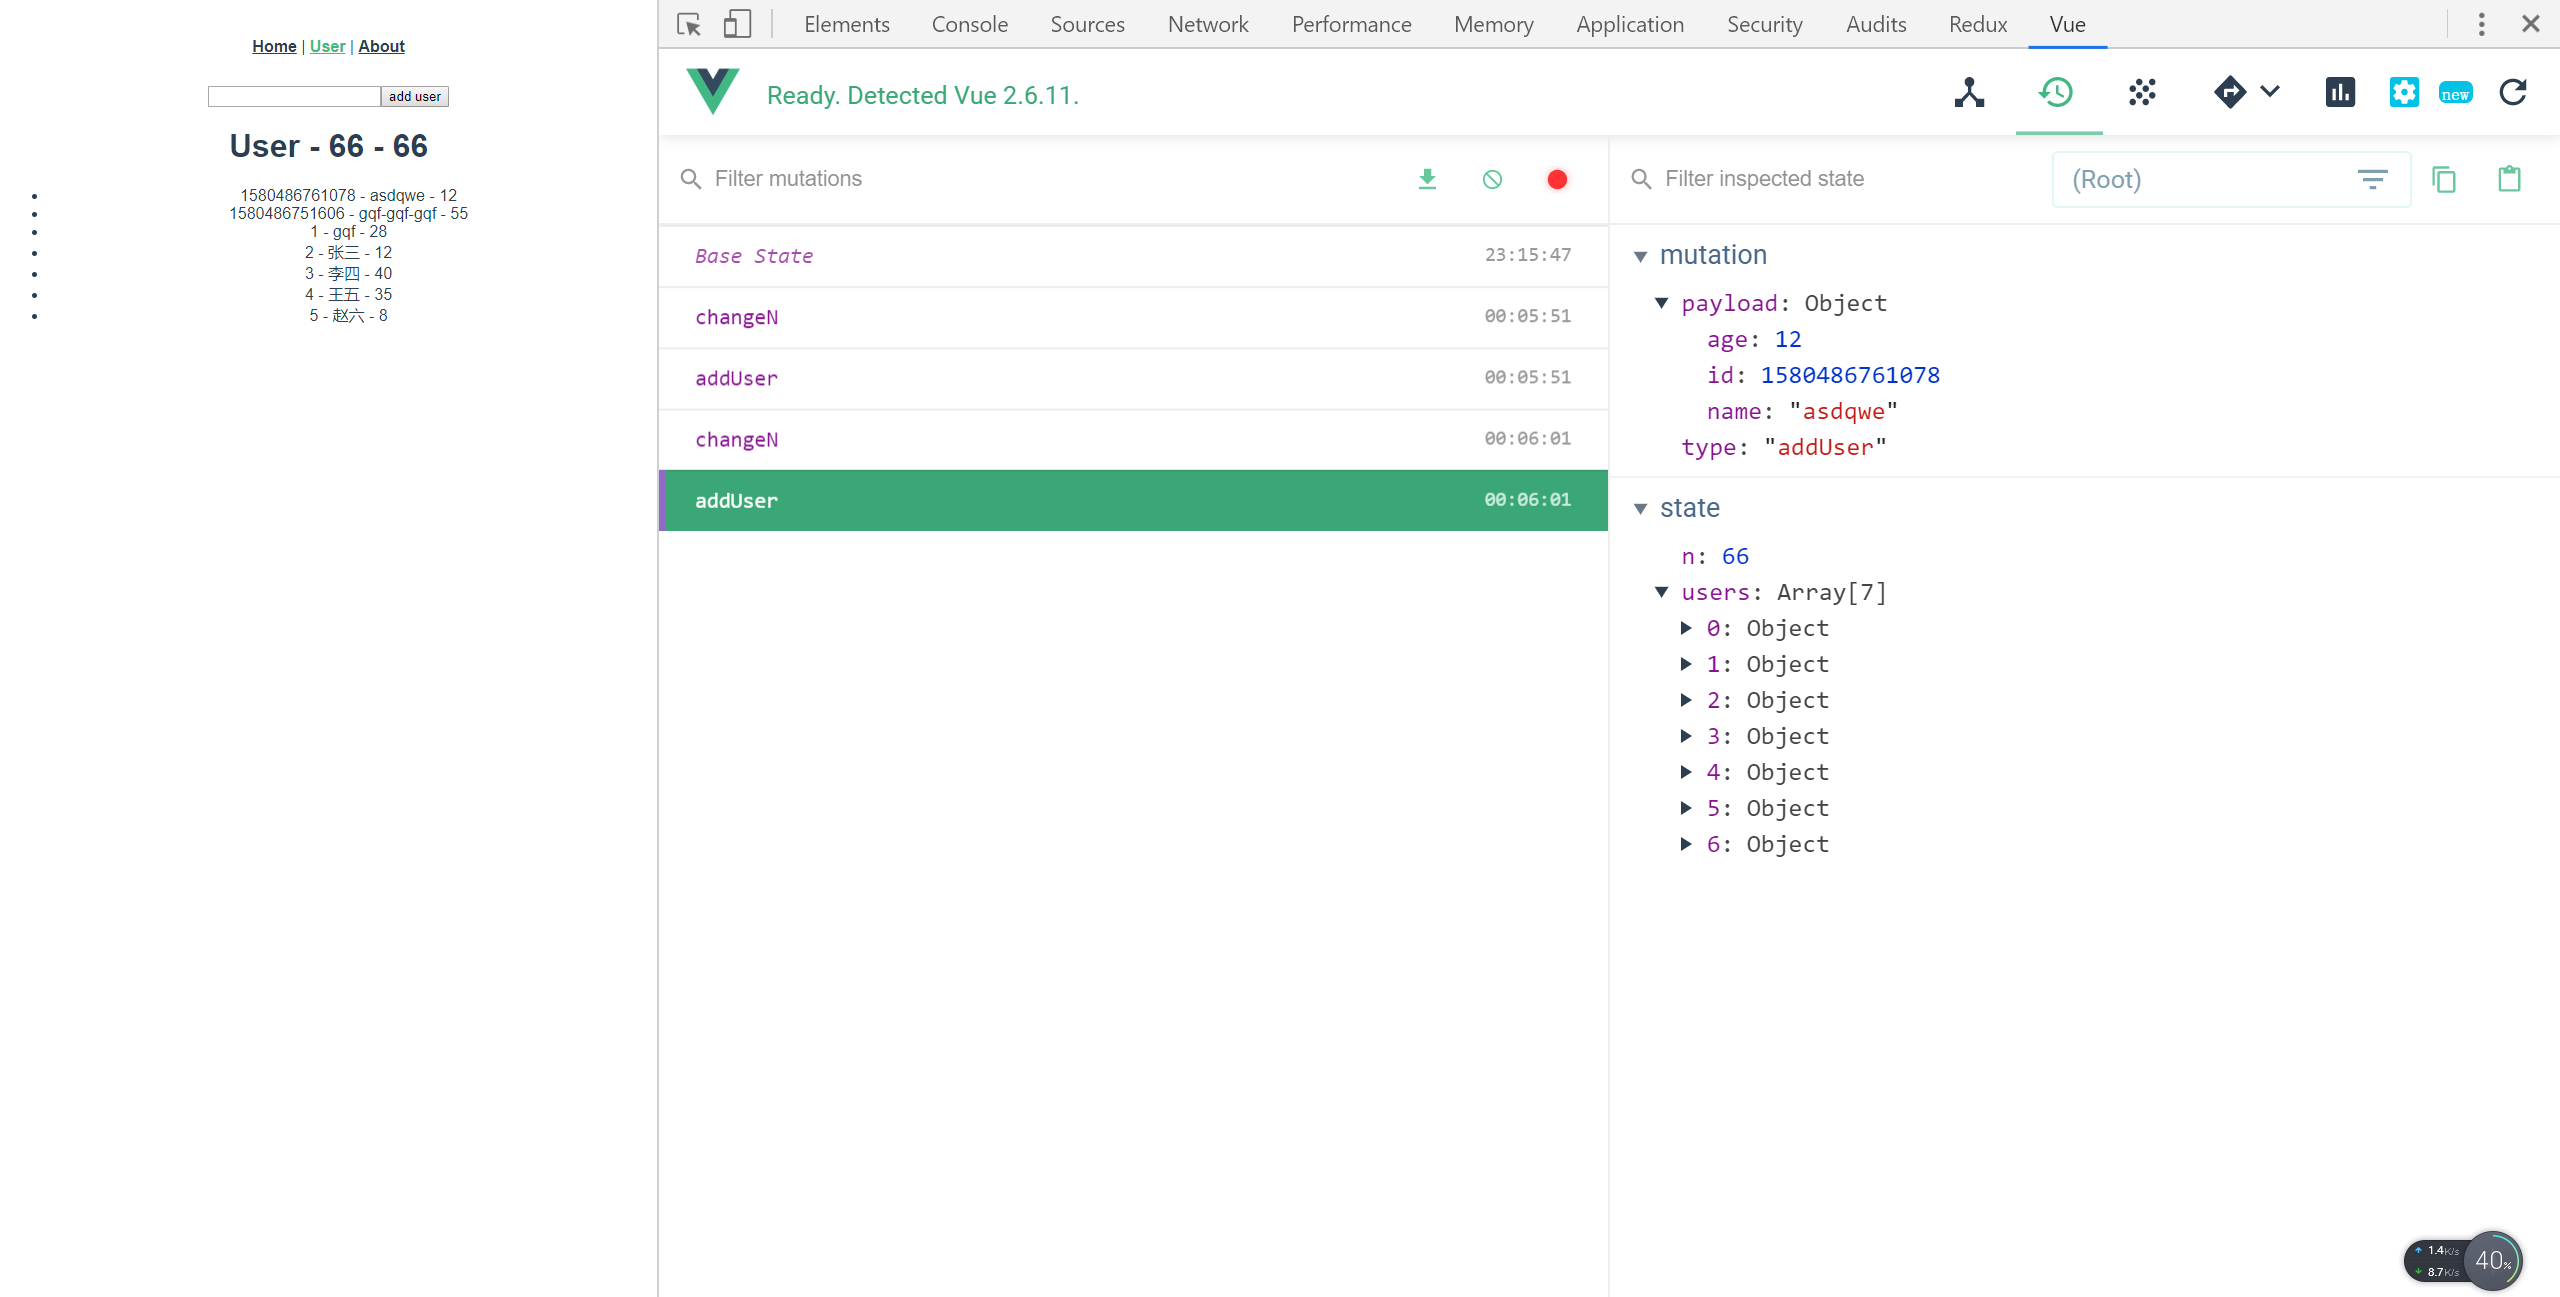 Home | User | About
add user
User - 66 - 66
1580486761078 - asdqwe - 12
1580486751606 - gqf-gqf-gqf - 55
1 - gqf - 28
2 - 张三 - 12
3 - 李四 - 40
4 - 王五 - 35
5 - 赵六 - 8
Elements Console Sources Network Performance Memory Application Security Audits Redux Vue
Ready. Detected Vue 2.6.11.
new
Filter mutations
Base State 23:15:47
changeN 00:05:51
addUser 00:05:51
changeN 00:06:01
addUser 00:06:01
Filter inspected state
(Root)
mutation
payload: Object
age: 12
id: 1580486761078
name: "asdqwe"
type: "addUser"
state
n: 66
users: Array[7]
0: Object
1: Object
2: Object
3: Object
4: Object
5: Object
6: Object
1.4K/s
8.7K/s
40%